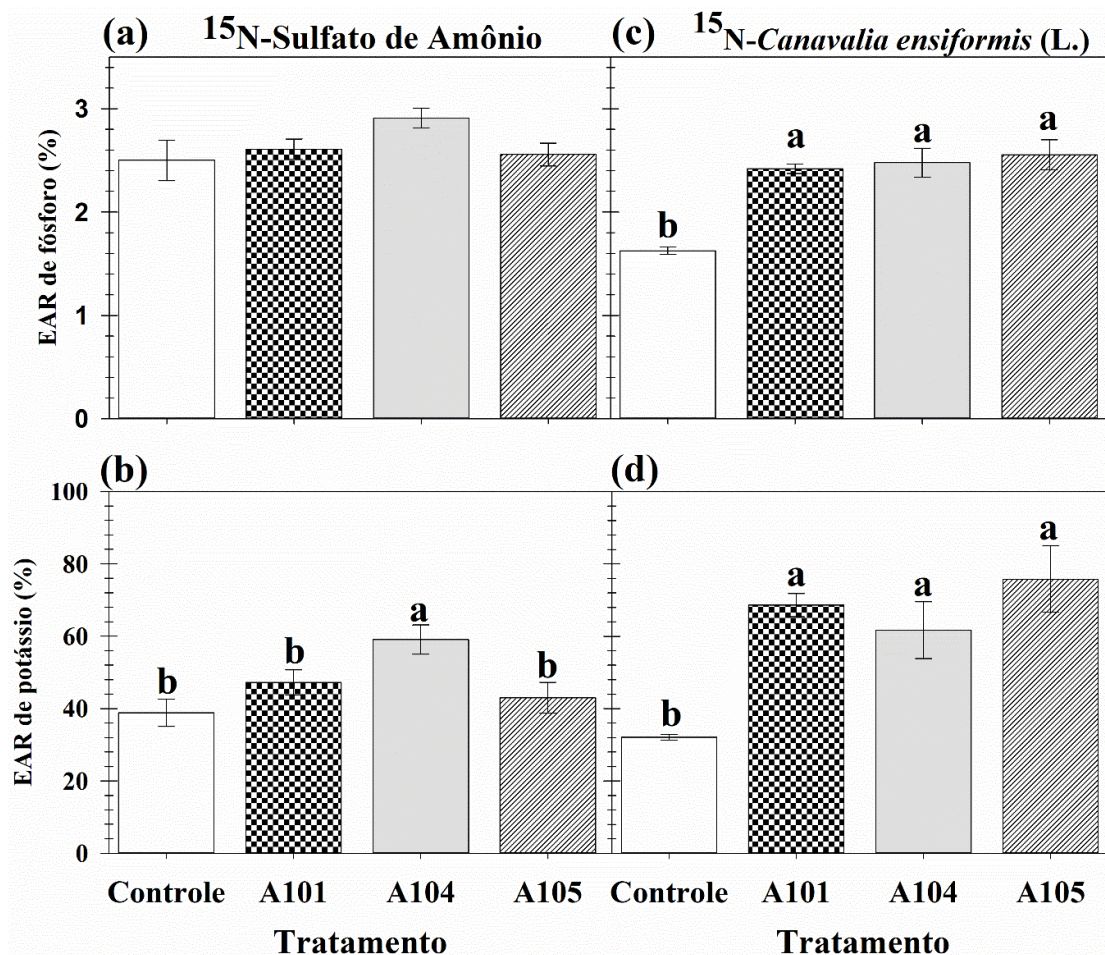 (a) ¹⁵N-Sulfato de Amônio
(c) ¹⁵N-Canavalia ensiformis (L.)
EAR de fósforo (%)
3
2
1
0
b
a
a
a
(b)
(d)
EAR de potássio (%)
100
80
60
40
20
0
b
b
a
b
b
a
a
a
Controle A101 A104 A105
Controle A101 A104 A105
Tratamento
Tratamento